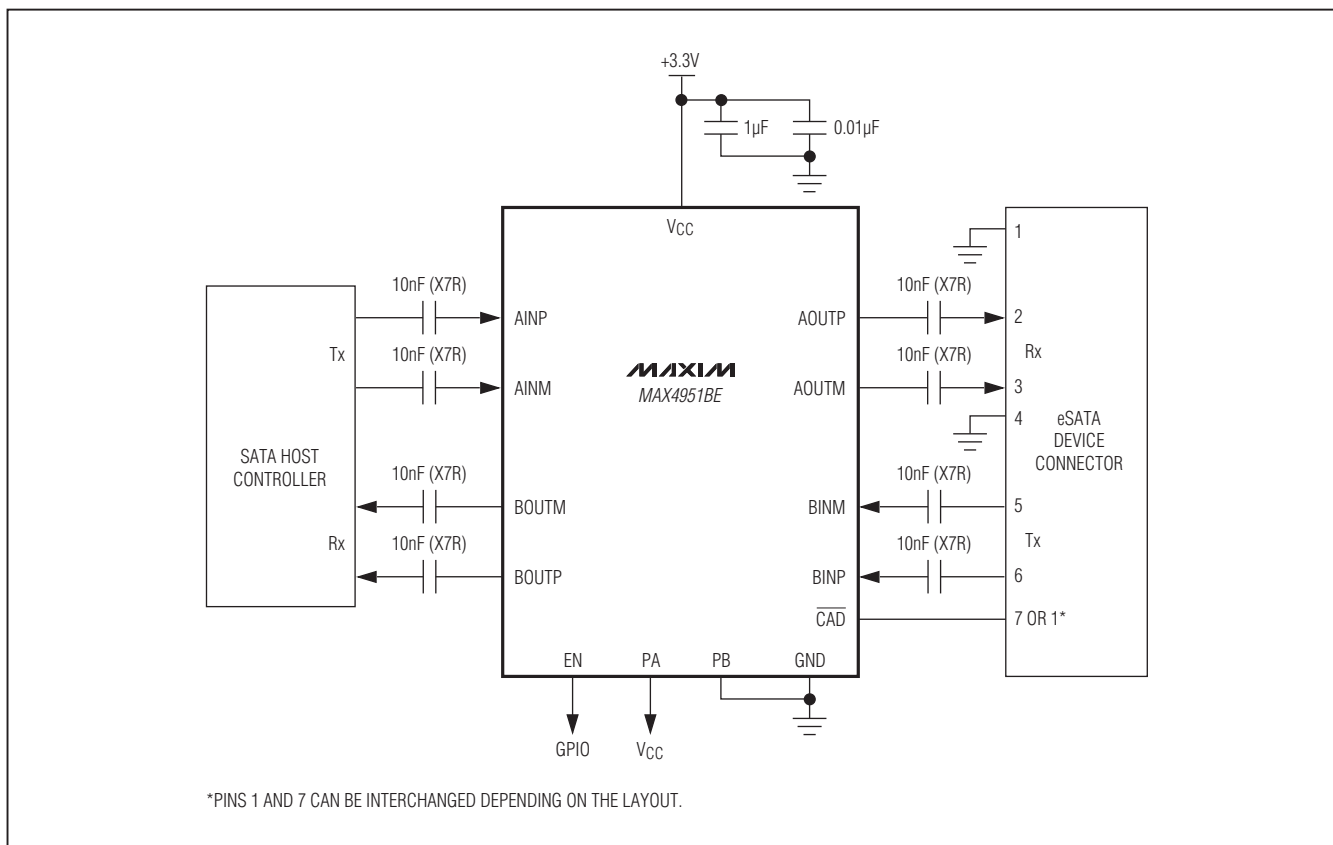 +3.3V
1µF
0.01µF
VCC
1
10nF (X7R)
10nF (X7R)
AINP
AOUTP
2
Tx
10nF (X7R)
MAXIM
MAX4951BE
10nF (X7R)
Rx
AINM
AOUTM
3
4
SATA HOST
CONTROLLER
eSATA
DEVICE
CONNECTOR
10nF (X7R)
10nF (X7R)
BOUTM
BINM
5
Rx
10nF (X7R)
10nF (X7R)
Tx
BOUTP
BINP
6
CAD
7 OR 1*
EN
PA
PB
GND
GPIO
VCC
*PINS 1 AND 7 CAN BE INTERCHANGED DEPENDING ON THE LAYOUT.